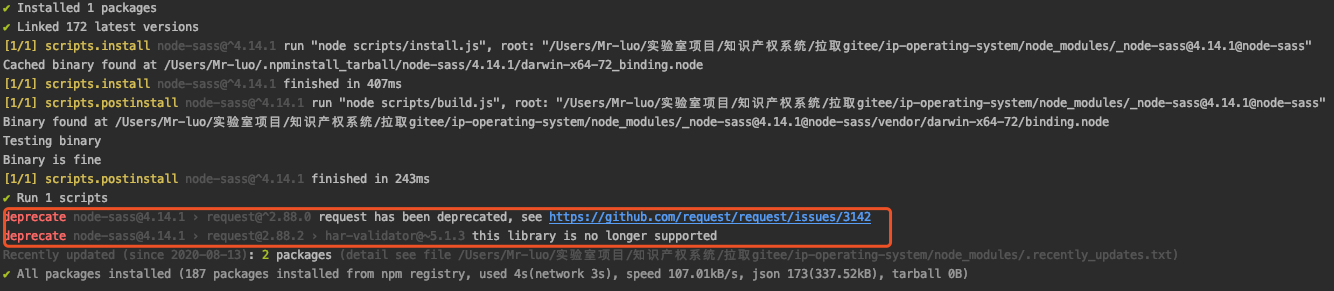 ✔ Installed 1 packages
✔ Linked 172 latest versions
[1/1] scripts.install node-sass@^4.14.1 run "node scripts/install.js", root: "/Users/Mr-luo/实验室项目/知识产权系统/拉取gitee/ip-operating-system/node_modules/_node-sass@4.14.1@node-sass"
Cached binary found at /Users/Mr-luo/.npminstall_tarball/node-sass/4.14.1/darwin-x64-72_binding.node
[1/1] scripts.install node-sass@^4.14.1 finished in 407ms
[1/1] scripts.postinstall node-sass@^4.14.1 run "node scripts/build.js", root: "/Users/Mr-luo/实验室项目/知识产权系统/拉取gitee/ip-operating-system/node_modules/_node-sass@4.14.1@node-sass"
Binary found at /Users/Mr-luo/实验室项目/知识产权系统/拉取gitee/ip-operating-system/node_modules/_node-sass@4.14.1@node-sass/vendor/darwin-x64-72/binding.node
Testing binary
Binary is fine
[1/1] scripts.postinstall node-sass@^4.14.1 finished in 243ms
✔ Run 1 scripts
deprecate node-sass@4.14.1 › request@^2.88.0 request has been deprecated, see https://github.com/request/request/issues/3142
deprecate node-sass@4.14.1 › request@2.88.2 › har-validator@~5.1.3 this library is no longer supported
Recently updated (since 2020-08-13): 2 packages (detail see file /Users/Mr-luo/实验室项目/知识产权系统/拉取gitee/ip-operating-system/node_modules/.recently_updates.txt)
✔ All packages installed (187 packages installed from npm registry, used 4s(network 3s), speed 107.01kB/s, json 173(337.52kB), tarball 0B)